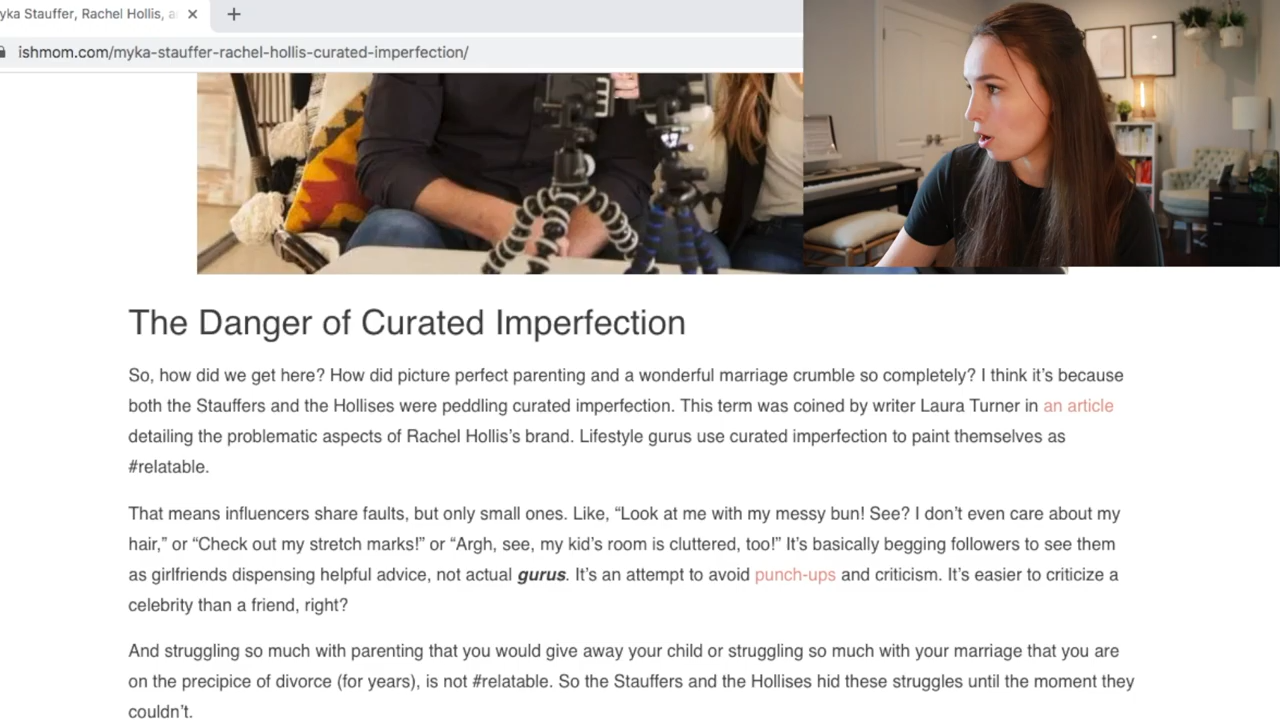 yka Stauffer, Rachel Hollis, a
ishmom.com/myka-stauffer-rachel-hollis-curated-imperfection/
The Danger of Curated Imperfection
So, how did we get here? How did picture perfect parenting and a wonderful marriage crumble so completely? I think it’s because
both the Stauffers and the Hollises were peddling curated imperfection. This term was coined by writer Laura Turner in an article
detailing the problematic aspects of Rachel Hollis’s brand. Lifestyle gurus use curated imperfection to paint themselves as
#relatable.
That means influencers share faults, but only small ones. Like, “Look at me with my messy bun! See? I don’t even care about my
hair,” or “Check out my stretch marks!” or “Argh, see, my kid’s room is cluttered, too!” It’s basically begging followers to see them
as girlfriends dispensing helpful advice, not actual gurus. It’s an attempt to avoid punch-ups and criticism. It’s easier to criticize a
celebrity than a friend, right?
And struggling so much with parenting that you would give away your child or struggling so much with your marriage that you are
on the precipice of divorce (for years), is not #relatable. So the Stauffers and the Hollises hid these struggles until the moment they
couldn’t.